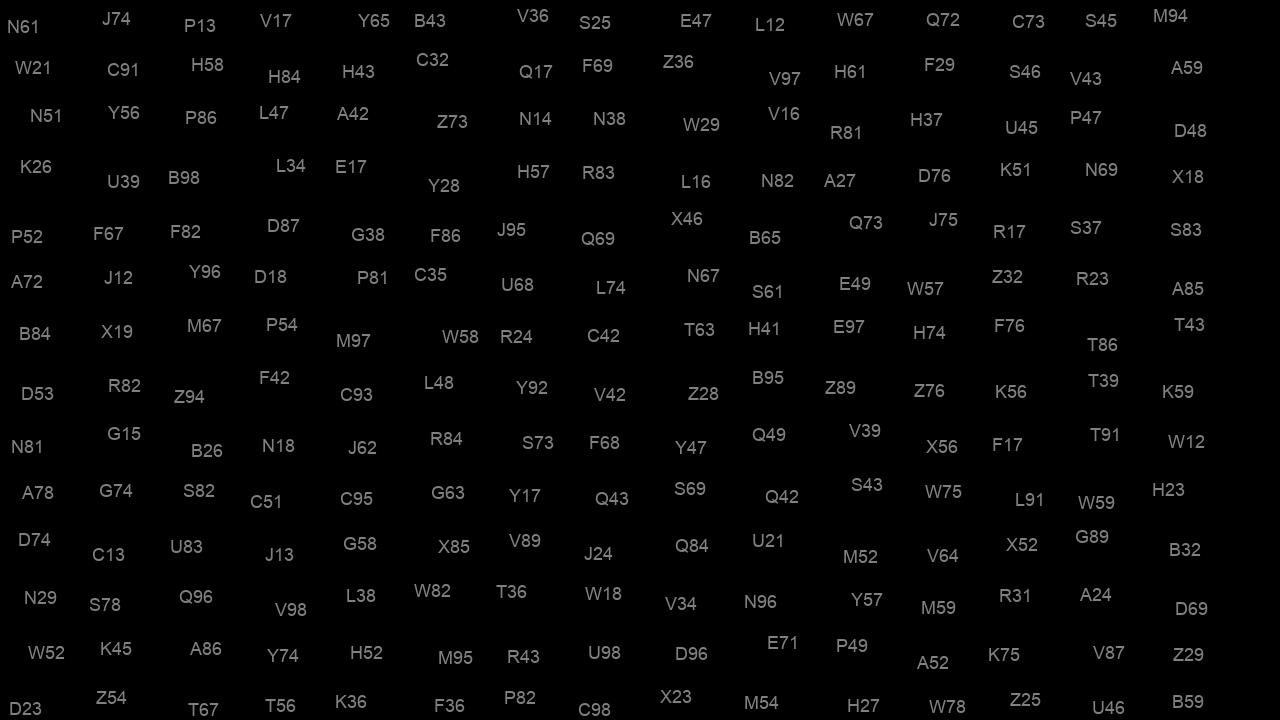 N61 J74 P13 V17 Y65 B43 V36 S25 E47 L12 W67 Q72 C73 S45 M94
W21 C91 H58 H84 H43 C32 Q17 F69 Z36 V97 H61 F29 S46 V43 A59
N51 Y56 P86 L47 A42 Z73 N14 N38 W29 V16 R81 H37 U45 P47 D48
K26 U39 B98 L34 E17 Y28 H57 R83 L16 N82 A27 D76 K51 N69 X18
P52 F67 F82 D87 G38 F86 J95 Q69 X46 B65 Q73 J75 R17 S37 S83
A72 J12 Y96 D18 P81 C35 U68 L74 N67 S61 E49 W57 Z32 R23 A85
B84 X19 M67 P54 M97 W58 R24 C42 T63 H41 E97 H74 F76 T86 T43
D53 R82 Z94 F42 C93 L48 Y92 V42 Z28 B95 Z89 Z76 K56 T39 K59
N81 G15 B26 N18 J62 R84 S73 F68 Y47 Q49 V39 X56 F17 T91 W12
A78 G74 S82 C51 C95 G63 Y17 Q43 S69 Q42 S43 W75 L91 W59 H23
D74 C13 U83 J13 G58 X85 V89 J24 Q84 U21 M52 V64 X52 G89 B32
N29 S78 Q96 V98 L38 W82 T36 W18 V34 N96 Y57 M59 R31 A24 D69
W52 K45 A86 Y74 H52 M95 R43 U98 D96 E71 P49 A52 K75 V87 Z29
D23 Z54 T67 T56 K36 F36 P82 C98 X23 M54 H27 W78 Z25 U46 B59